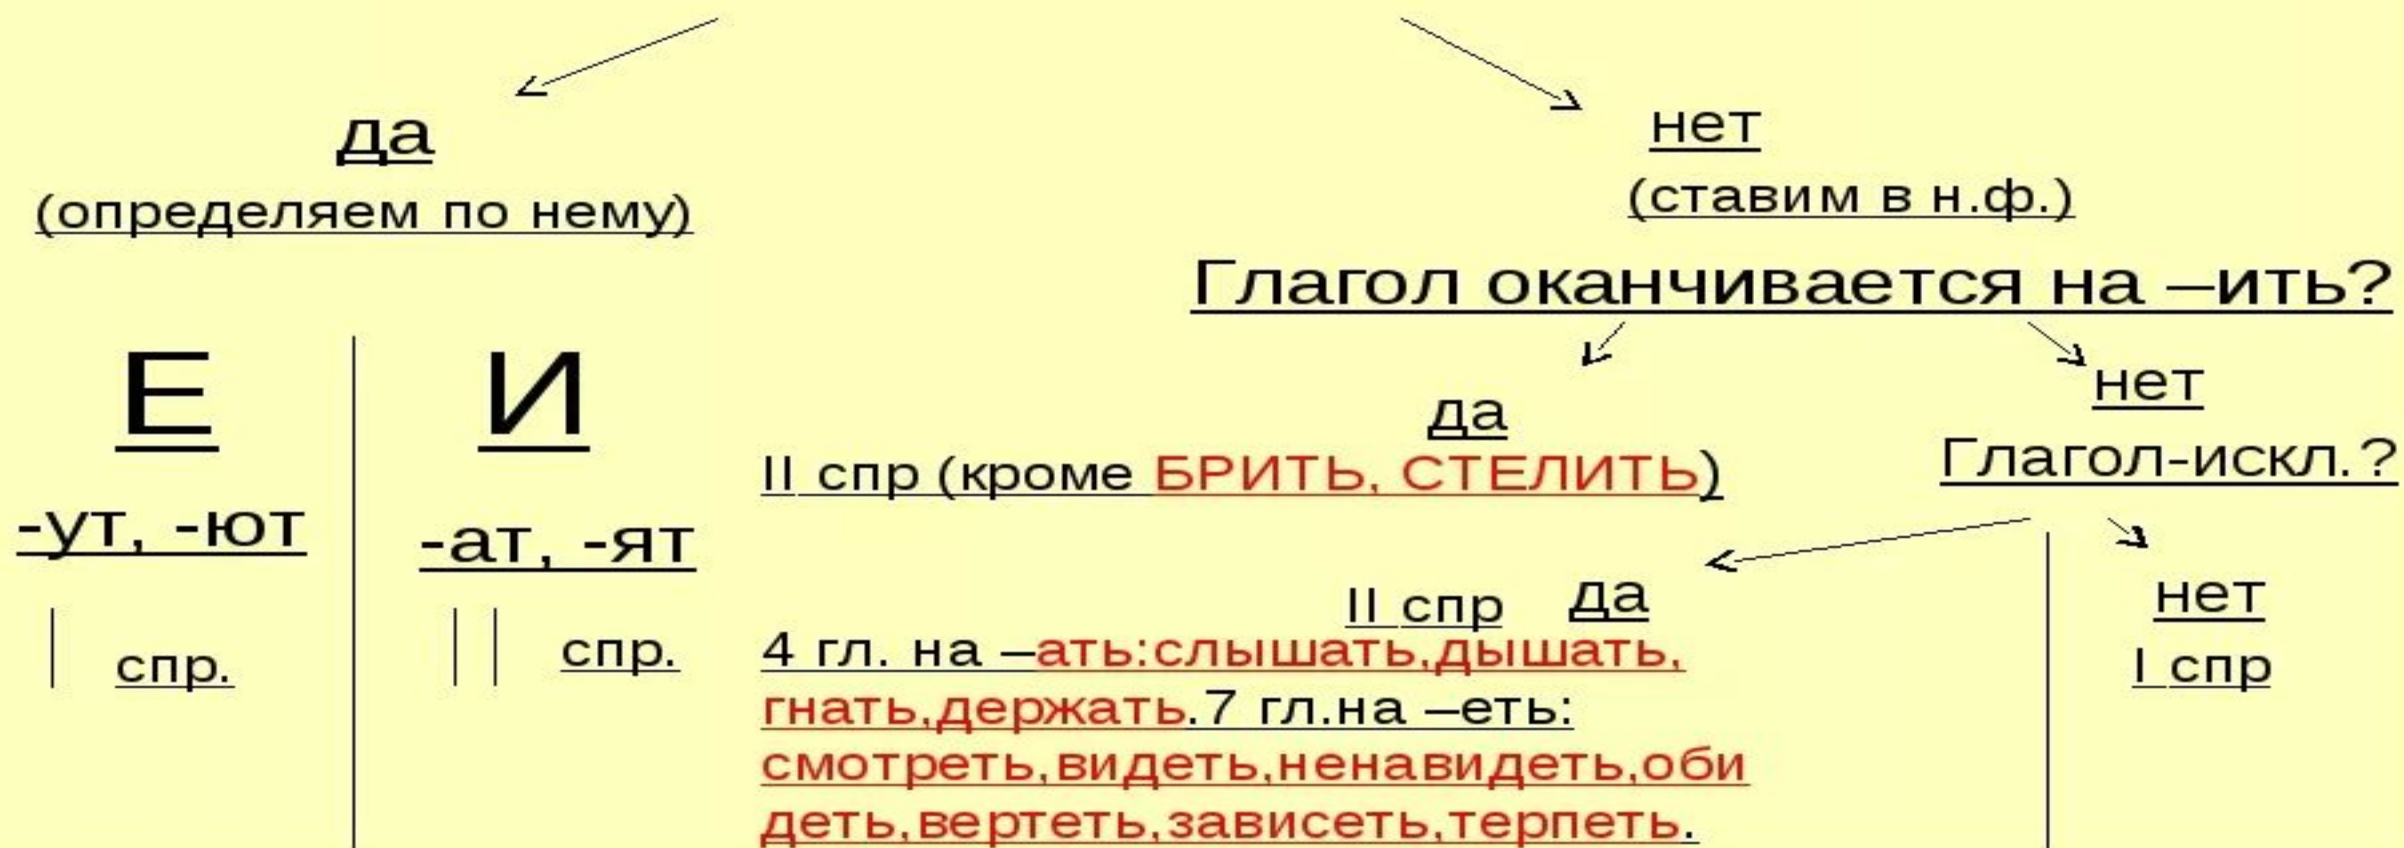 да
(определяем по нему)
Е
-ут, -ют
| спр.
И
-ат, -ят
|| спр.
нет
(ставим в н.ф.)
Глагол оканчивается на –ить?
да
II спр (кроме БРИТЬ, СТЕЛИТЬ)
нет
Глагол-искл.?
II спр да
4 гл. на –ать:слышать,дышать,
гнать,держать.7 гл.на –еть:
смотреть,видеть,ненавидеть,оби
деть,вертеть,зависеть,терпеть.
нет
I спр